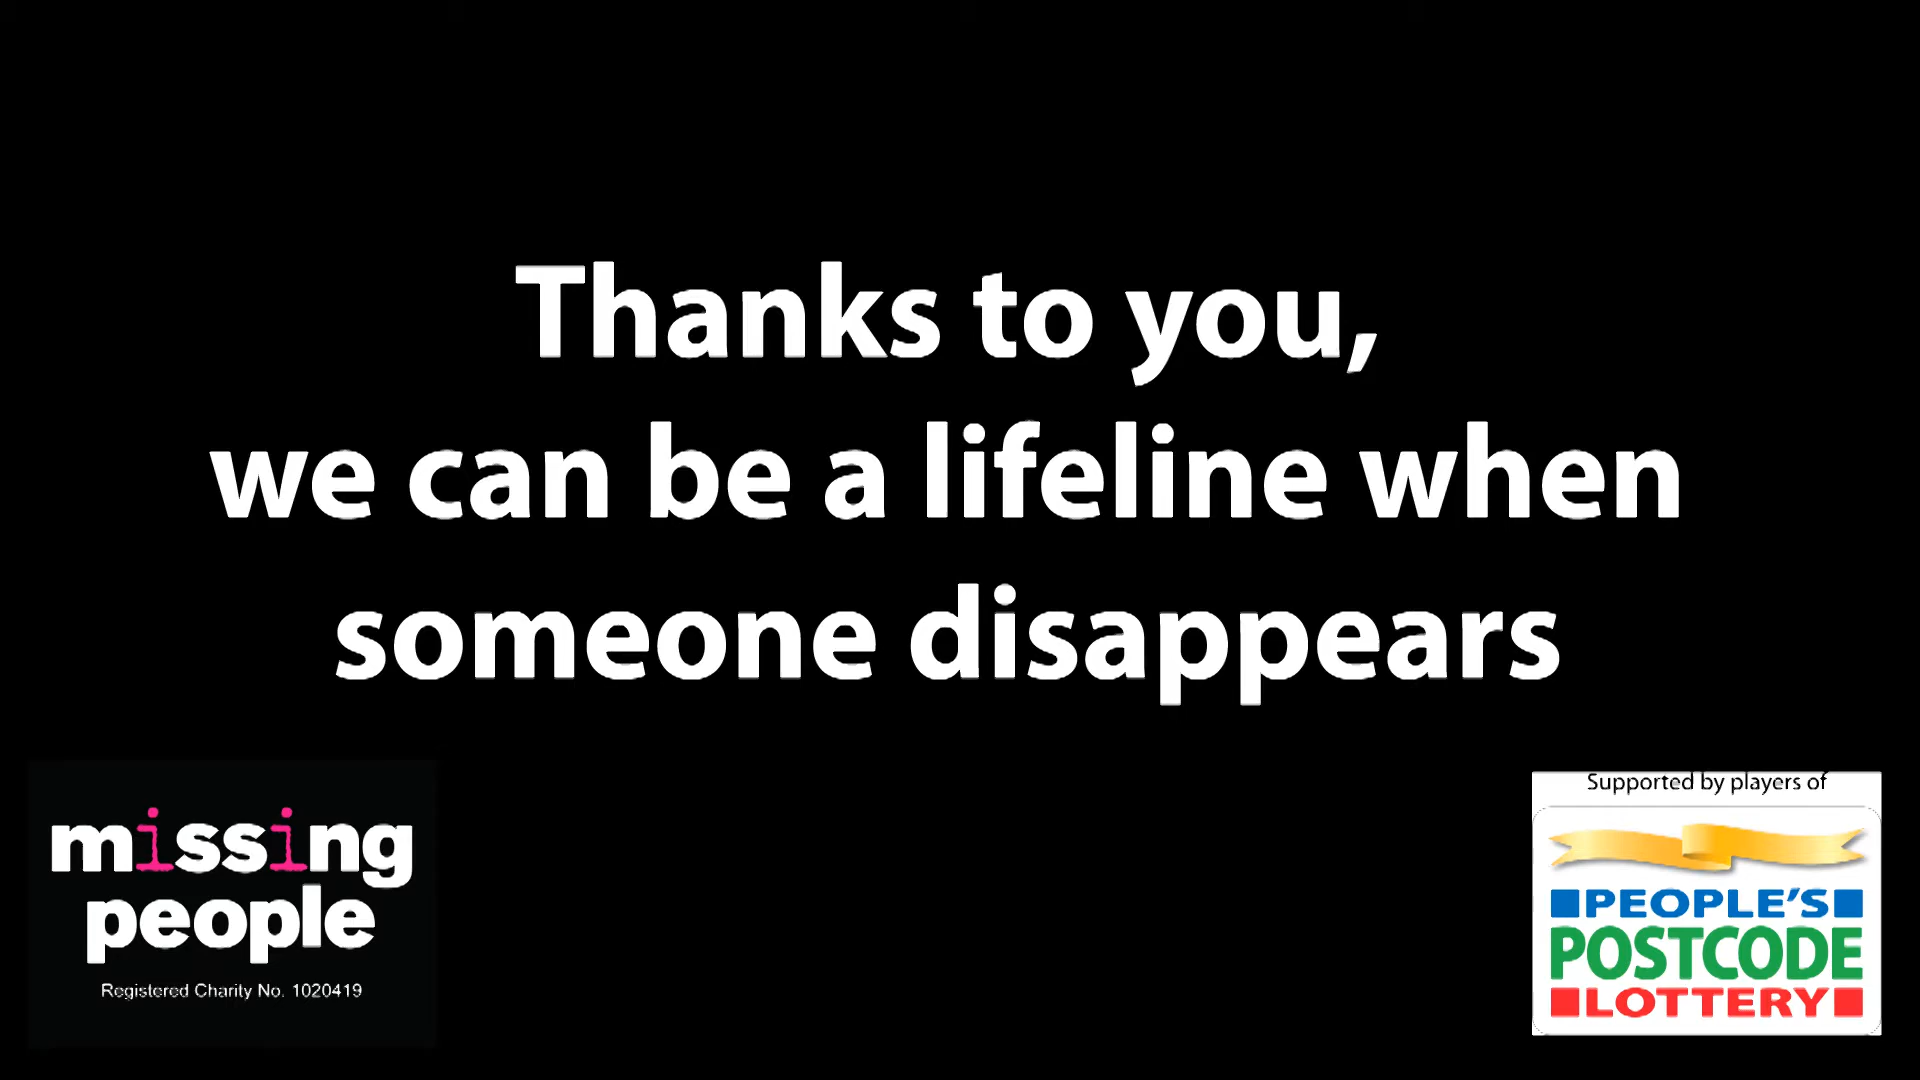 Thanks to you,
we can be a lifeline when
someone disappears
missing
people
Registered Charity No. 1020419
Supported by players of
PEOPLE'S
POSTCODE
LOTTERY